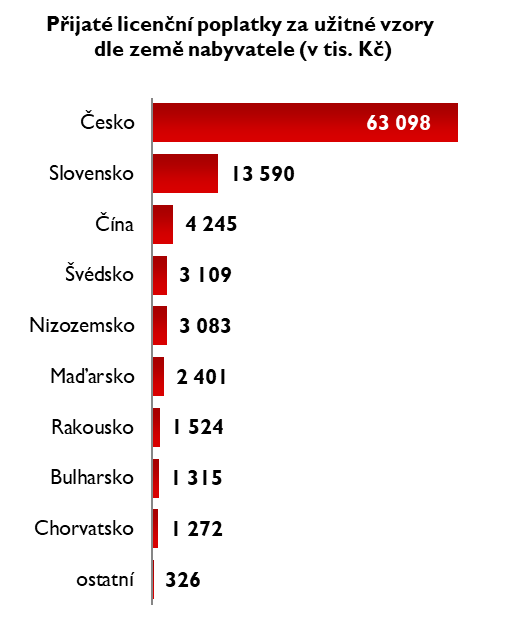 Přijaté licenční poplatky za užitné vzory
dle země nabyvatele (v tis. Kč)
Česko 63 098
Slovensko 13 590
Čína 4 245
Švédsko 3 109
Nizozemsko 3 083
Maďarsko 2 401
Rakousko 1 524
Bulharsko 1 315
Chorvatsko 1 272
ostatní 326